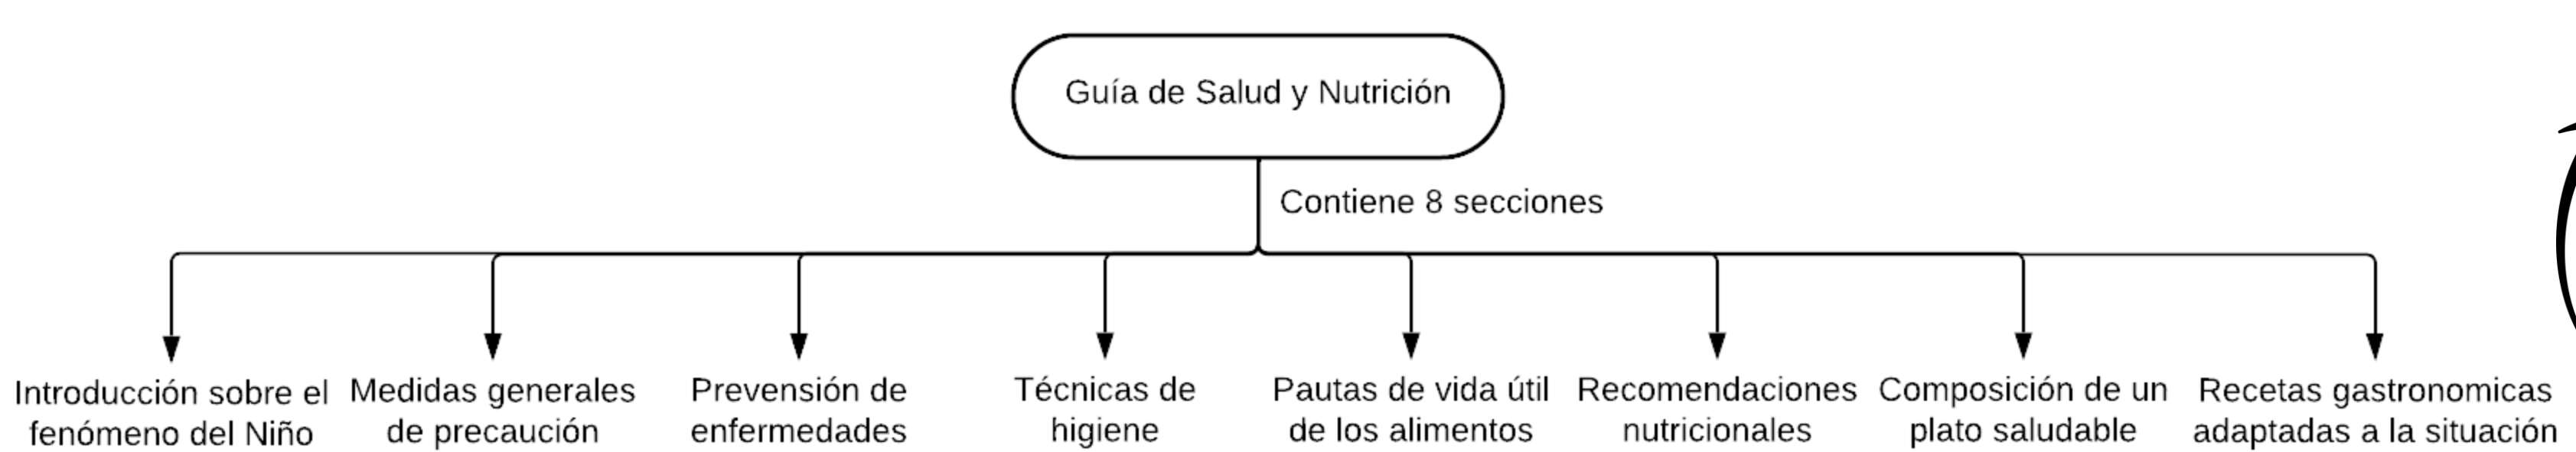 Guía de Salud y Nutrición
Contiene 8 secciones
Introducción sobre el
fenómeno del Niño
Medidas generales
de precaución
Prevensión de
enfermedades
Técnicas de
higiene
Pautas de vida útil
de los alimentos
Recomendaciones
nutricionales
Composición de un
plato saludable
Recetas gastronomicas
adaptadas a la situación